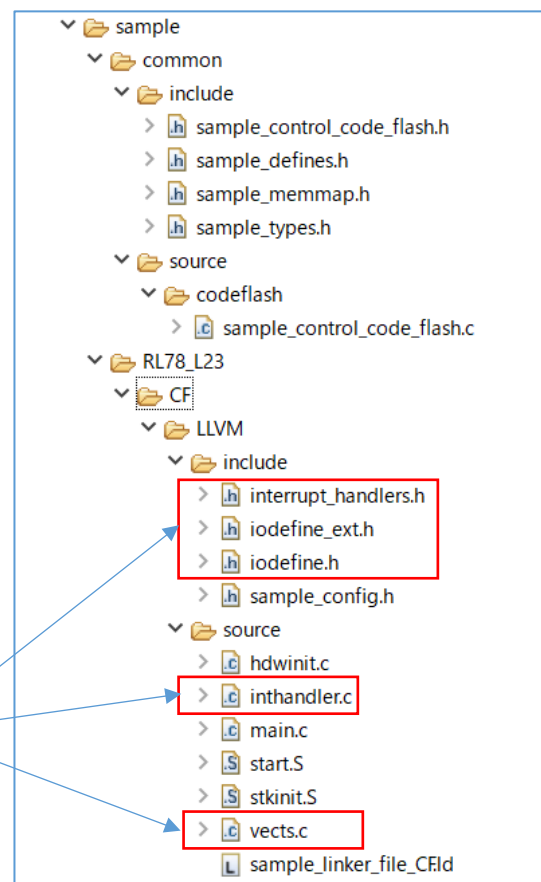 sample
common
include
.h sample_control_code_flash.h
.h sample_defines.h
.h sample_memmap.h
.h sample_types.h
source
codeflash
.c sample_control_code_flash.c
RL78_L23
CF
LLVM
include
.h interrupt_handlers.h
.h iodefine_ext.h
.h iodefine.h
.h sample_config.h
source
.c hdwinit.c
.c inthandler.c
.c main.c
.S start.S
.S stkinit.S
.c vects.c
L sample_linker_file_CF.ld